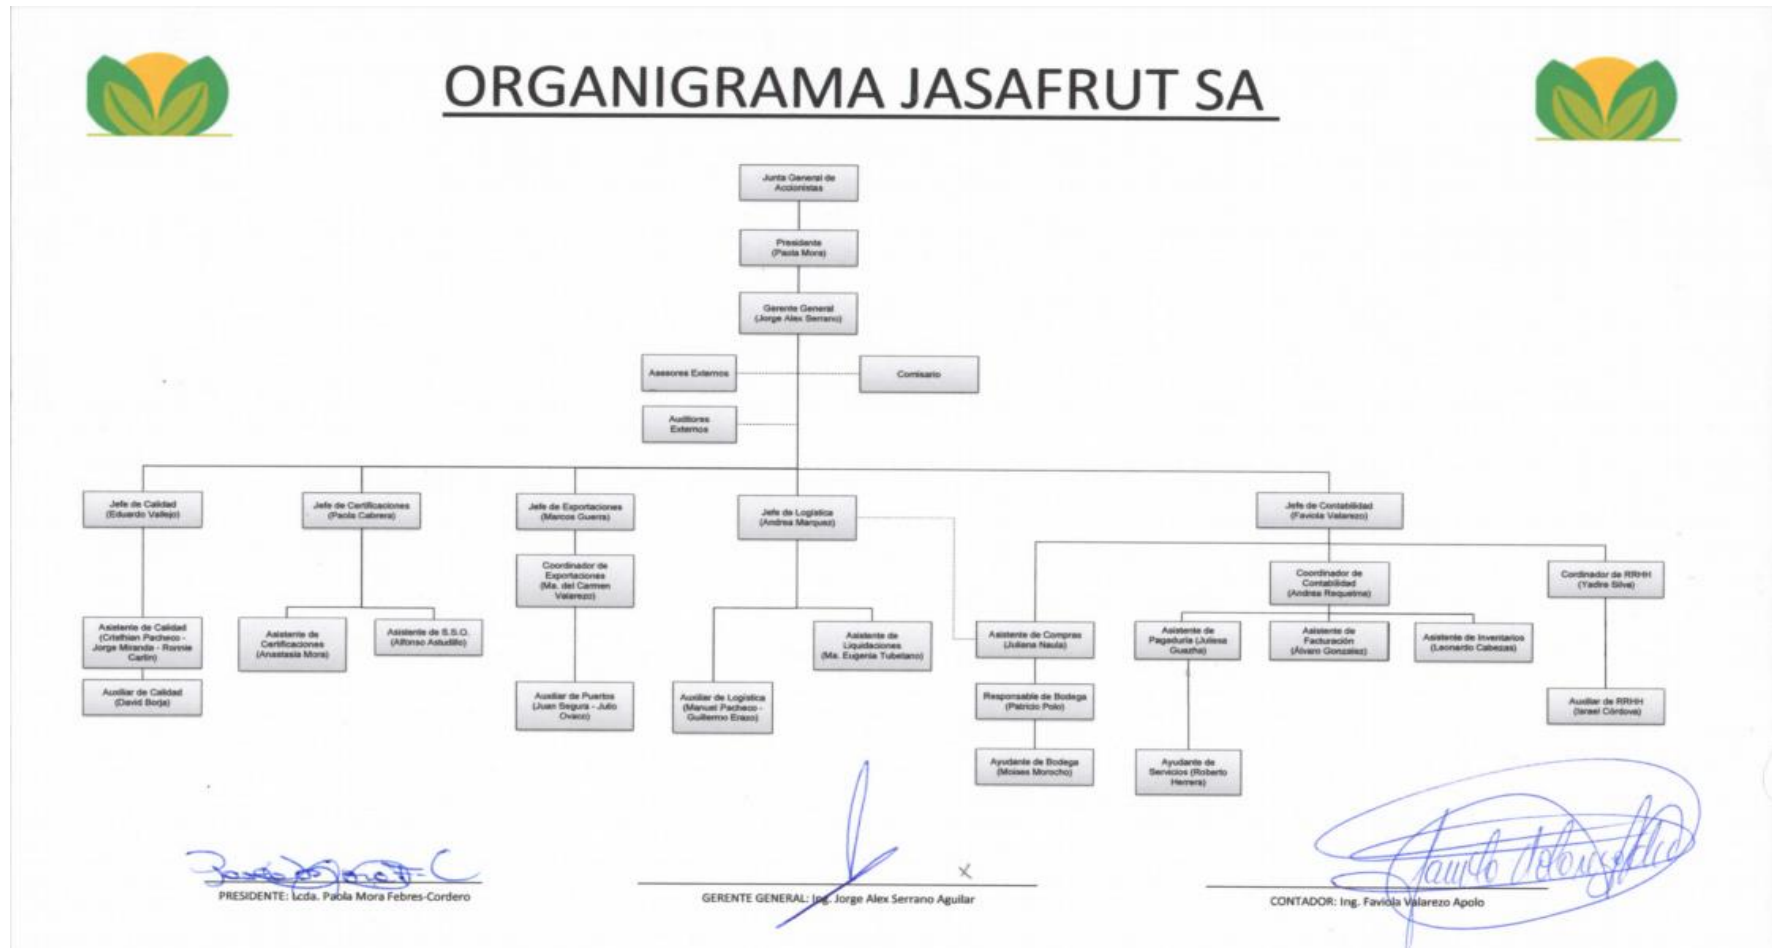 ORGANIGRAMA JASAFRUT SA
Junta General de
Accionistas
Presidente
(Paola Mora)
Gerente General
(Jorge Alex Serrano)
Asesores Externos
Comisario
Auditores
Externos
Jefe de Calidad
(Eduardo Vallejo)
Jefe de Certificaciones
(Paola Cabrera)
Jefe de Exportaciones
(Marcos Guerra)
Jefe de Logística
(Andrea Marquez)
Jefe de Contabilidad
(Faviola Valarezo)
Coordinador de
Exportaciones
(Ma. del Carmen
Valarezo)
Coordinador de
Contabilidad
(Andrea Requelme)
Cordinador de RRHH
(Yadira Silva)
Asistente de Calidad
(Cristhian Pacheco -
Jorge Miranda - Ronnie
Carlin)
Asistente de
Certificaciones
(Anastasia Mora)
Asistente de S.S.O.
(Alfonso Astudillo)
Asistente de
Liquidaciones
(Ma. Eugenia Tubetano)
Asistente de Compras
(Juliana Naula)
Asistente de
Pagaduría (Juliesa
Guazha)
Asistente de
Facturación
(Álvaro Gonzalez)
Asistente de Inventarios
(Leonardo Cabezas)
Auxiliar de Calidad
(David Borja)
Auxiliar de Puertos
(Juan Segura - Julio
Ovaco)
Auxiliar de Logística
(Manuel Pacheco -
Guillermo Erazo)
Responsable de Bodega
(Patricio Polo)
Auxiliar de RRHH
(Israel Córdova)
Ayudante de Bodega
(Moises Morocho)
Ayudante de
Servicios (Roberto
Herrera)
PRESIDENTE: Lcda. Paola Mora Febres-Cordero
GERENTE GENERAL: Ing. Jorge Alex Serrano Aguilar
CONTADOR: Ing. Faviola Valarezo Apolo